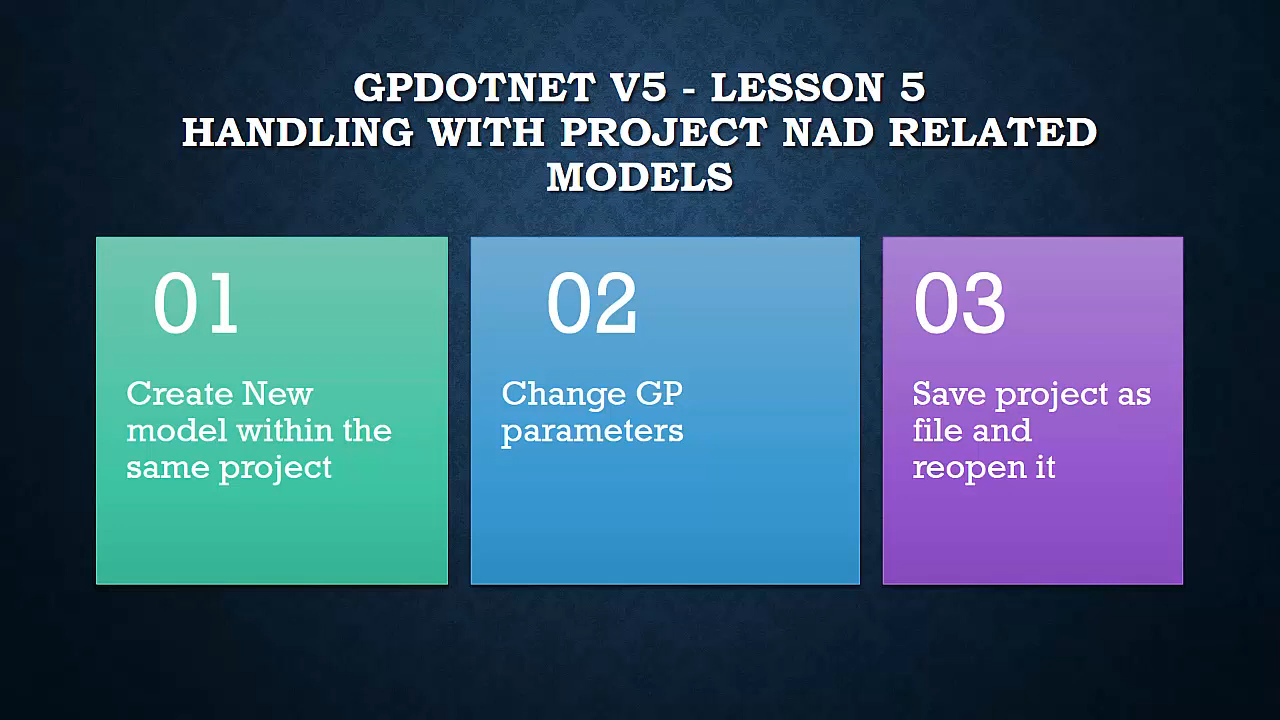 GPDOTNET V5 - LESSON 5
HANDLING WITH PROJECT NAD RELATED
MODELS
01
Create New
model within the
same project
02
Change GP
parameters
03
Save project as
file and
reopen it